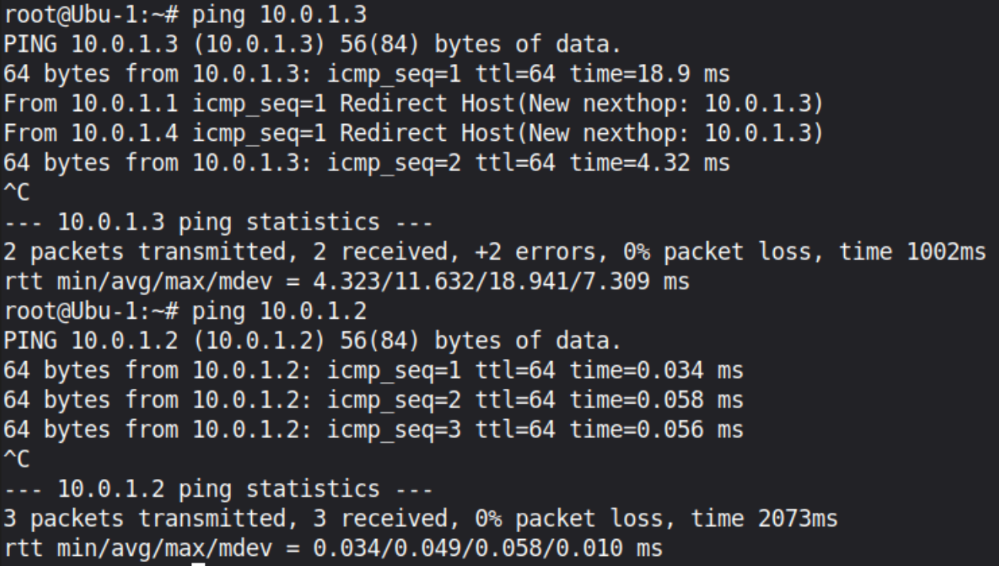 root@Ubu-1:~# ping 10.0.1.3
PING 10.0.1.3 (10.0.1.3) 56(84) bytes of data.
64 bytes from 10.0.1.3: icmp_seq=1 ttl=64 time=18.9 ms
From 10.0.1.1 icmp_seq=1 Redirect Host(New nexthop: 10.0.1.3)
From 10.0.1.4 icmp_seq=1 Redirect Host(New nexthop: 10.0.1.3)
64 bytes from 10.0.1.3: icmp_seq=2 ttl=64 time=4.32 ms
^C
--- 10.0.1.3 ping statistics ---
2 packets transmitted, 2 received, +2 errors, 0% packet loss, time 1002ms
rtt min/avg/max/mdev = 4.323/11.632/18.941/7.309 ms
root@Ubu-1:~# ping 10.0.1.2
PING 10.0.1.2 (10.0.1.2) 56(84) bytes of data.
64 bytes from 10.0.1.2: icmp_seq=1 ttl=64 time=0.034 ms
64 bytes from 10.0.1.2: icmp_seq=2 ttl=64 time=0.058 ms
64 bytes from 10.0.1.2: icmp_seq=3 ttl=64 time=0.056 ms
^C
--- 10.0.1.2 ping statistics ---
3 packets transmitted, 3 received, 0% packet loss, time 2073ms
rtt min/avg/max/mdev = 0.034/0.049/0.058/0.010 ms